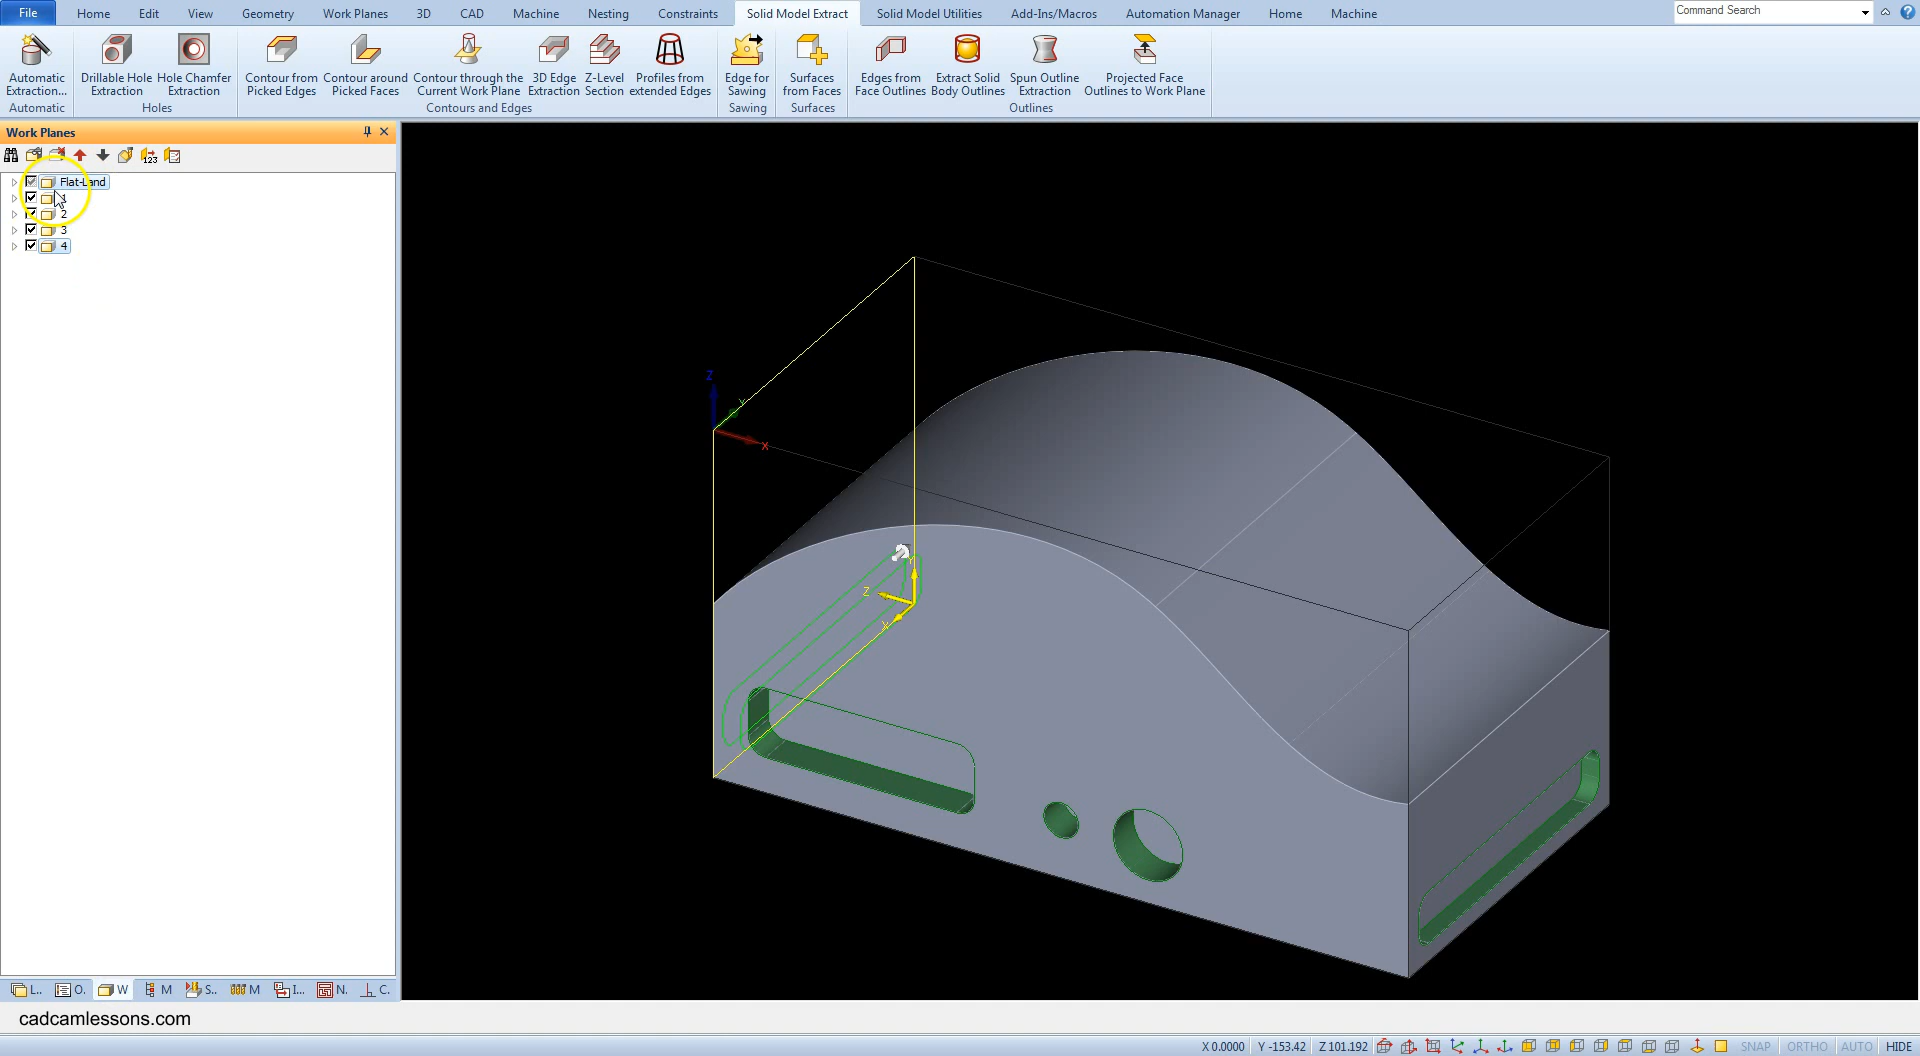 File Home Edit View Geometry Work Planes 3D CAD Machine Nesting Constraints Solid Model Extract Solid Model Utilities Add-Ins/Macros Automation Manager Home Machine Command Search
Automatic Extraction...
Drillable Hole Extraction
Hole Chamfer Extraction
Contour from Picked Edges
Contour around Picked Faces
Contour through the Current Work Plane
3D Edge Extraction
Z-Level Section
Profiles from extended Edges
Edge for Sawing
Surfaces from Faces
Edges from Face Outlines
Extract Solid Body Outlines
Spun Outline Extraction
Projected Face Outlines to Work Plane
Automatic Holes Contours and Edges Sawing Surfaces Outlines
Work Planes
123
Flat-Land
1
2
3
4
Z
Y
X
Y
Z
X
L.. O. W M S.. M I... N. C.
cadcamlessons.com
X 0.0000 Y -153.42 Z 101.192 SNAP ORTHO AUTO HIDE